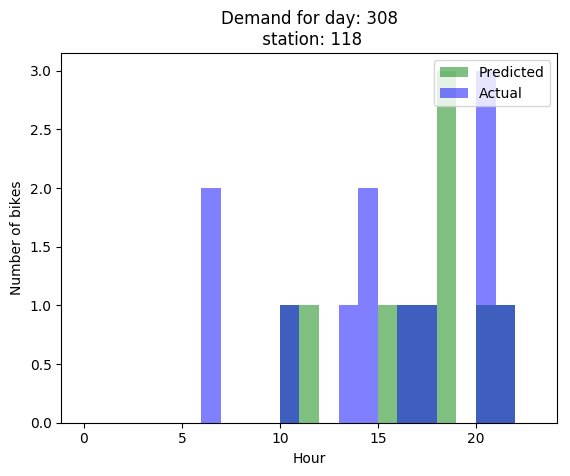 Demand for day: 308
station: 118
Predicted
Actual
3.0
2.5
2.0
1.5
1.0
0.5
0.0
Number of bikes
0
5
10
15
20
Hour